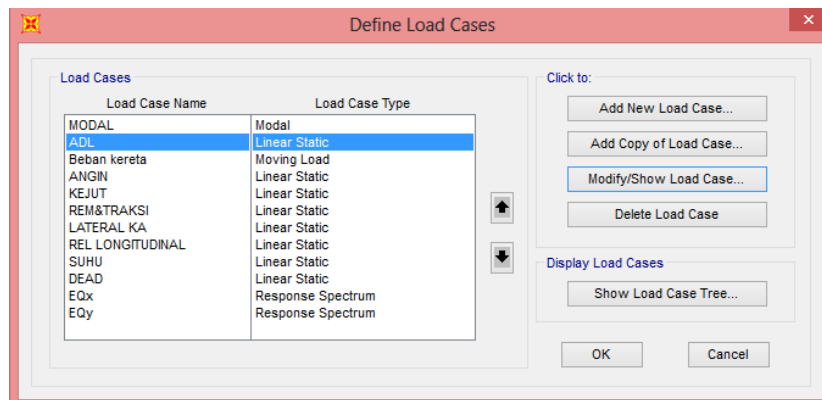 Define Load Cases
Load Cases
Load Case Name Load Case Type
MODAL Modal
ADL Linear Static
Beban kereta Moving Load
ANGIN Linear Static
KEJUT Linear Static
REM&TRAKSI Linear Static
LATERAL KA Linear Static
REL LONGITUDINAL Linear Static
SUHU Linear Static
DEAD Linear Static
EQx Response Spectrum
EQy Response Spectrum
Click to:
Add New Load Case...
Add Copy of Load Case...
Modify/Show Load Case...
Delete Load Case
Display Load Cases
Show Load Case Tree...
OK Cancel